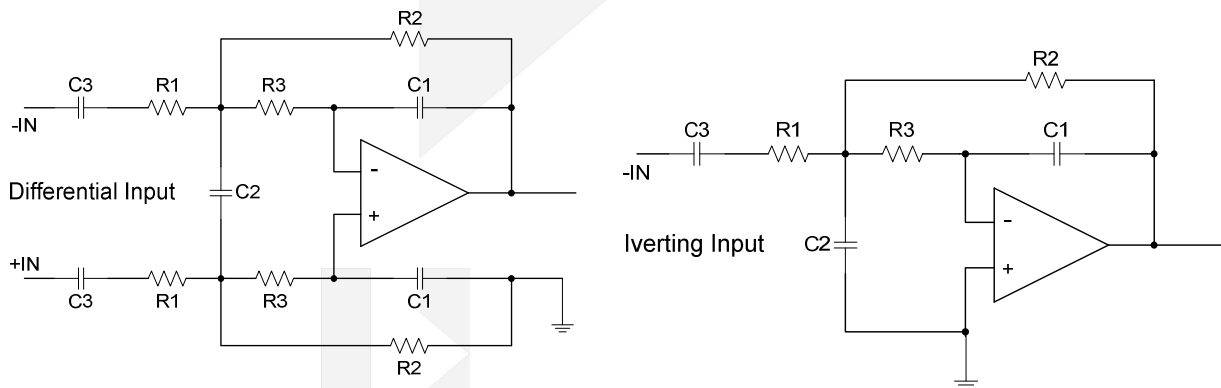 R2
C3 R1 R3 C1
-IN
-
Differential Input
C2
+
+IN
C3 R1 R3 C1
R2
R2
C3 R1 R3 C1
-IN
-
Iverting Input
C2
+